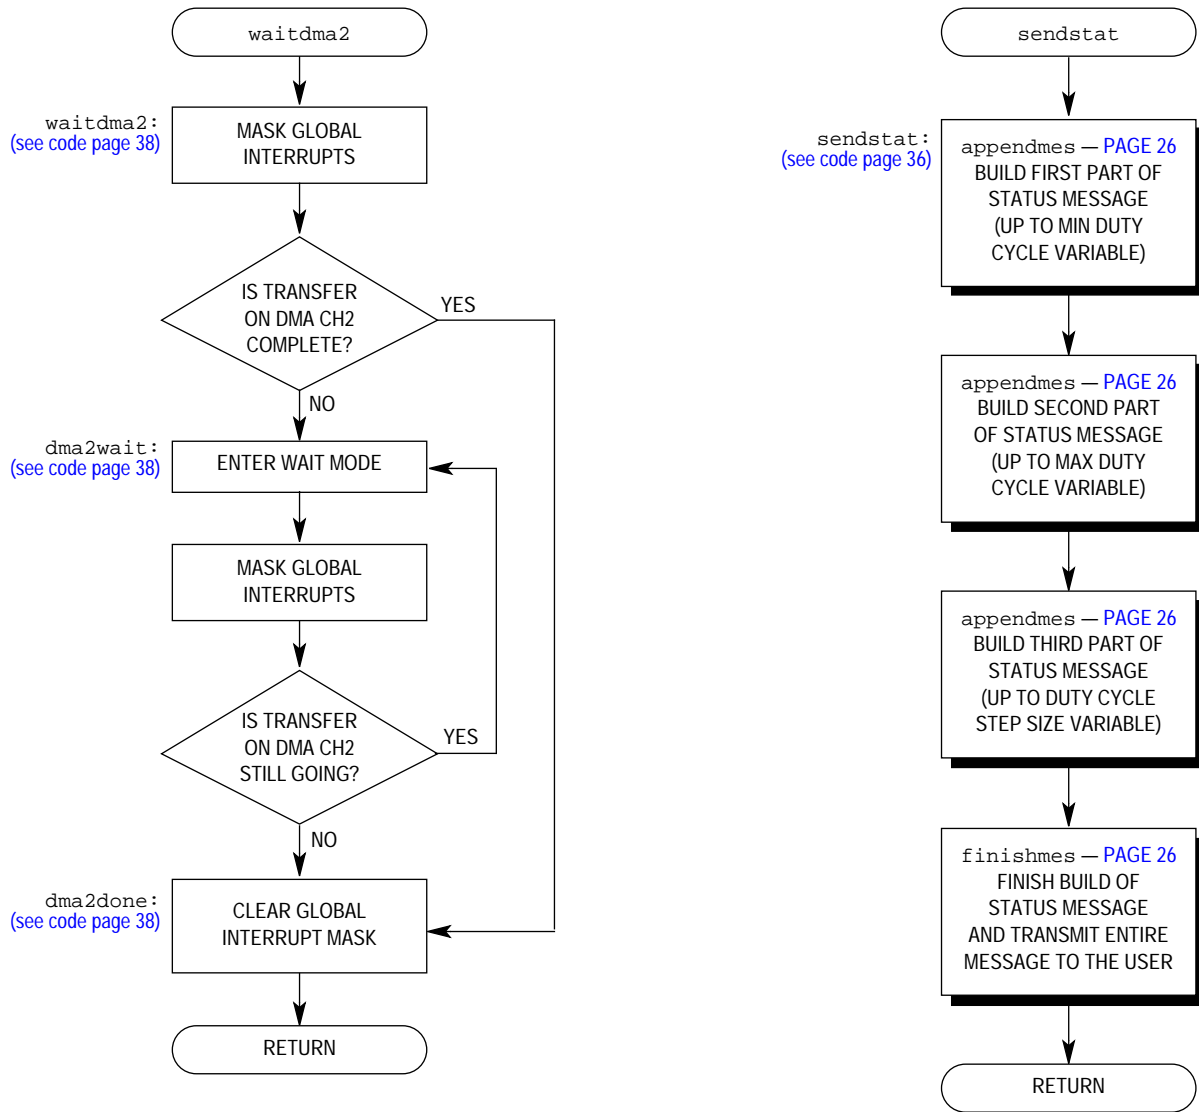 waitdma2
waitdma2:
(see code page 38)
MASK GLOBAL
INTERRUPTS
IS TRANSFER
ON DMA CH2
COMPLETE?
YES
NO
dma2wait:
(see code page 38)
ENTER WAIT MODE
MASK GLOBAL
INTERRUPTS
IS TRANSFER
ON DMA CH2
STILL GOING?
YES
NO
dma2done:
(see code page 38)
CLEAR GLOBAL
INTERRUPT MASK
RETURN
sendstat
sendstat:
(see code page 36)
appendmes — PAGE 26
BUILD FIRST PART OF
STATUS MESSAGE
(UP TO MIN DUTY
CYCLE VARIABLE)
appendmes — PAGE 26
BUILD SECOND PART
OF STATUS MESSAGE
(UP TO MAX DUTY
CYCLE VARIABLE)
appendmes — PAGE 26
BUILD THIRD PART OF
STATUS MESSAGE
(UP TO DUTY CYCLE
STEP SIZE VARIABLE)
finishmes — PAGE 26
FINISH BUILD OF
STATUS MESSAGE
AND TRANSMIT ENTIRE
MESSAGE TO THE USER
RETURN